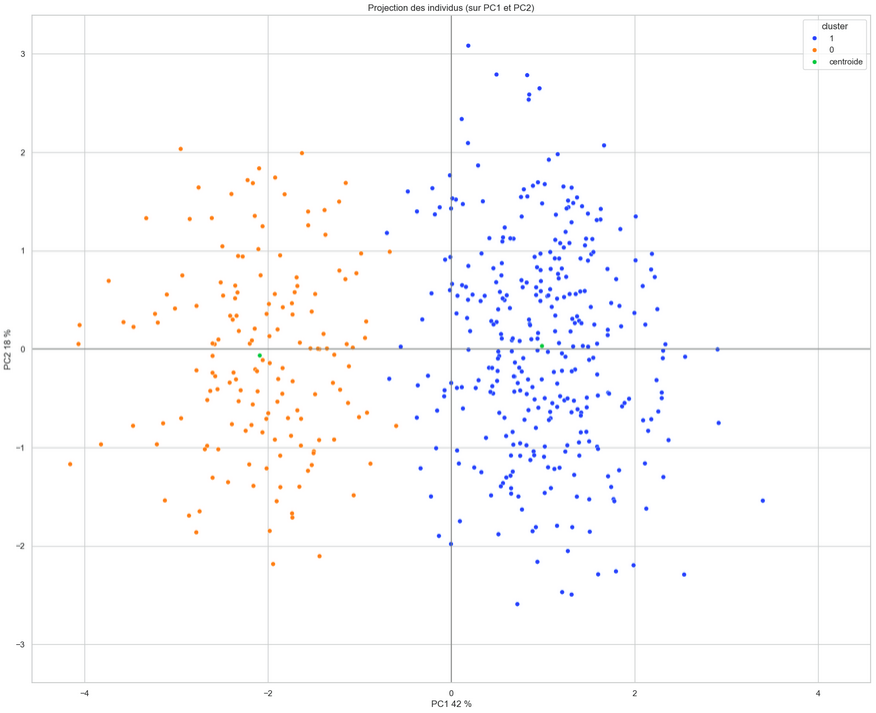 Projection des individus (sur PC1 et PC2)
cluster
1
0
centroide
3
2
1
0
−1
−2
−3
PC2 18 %
−4
−2
0
2
4
PC1 42 %